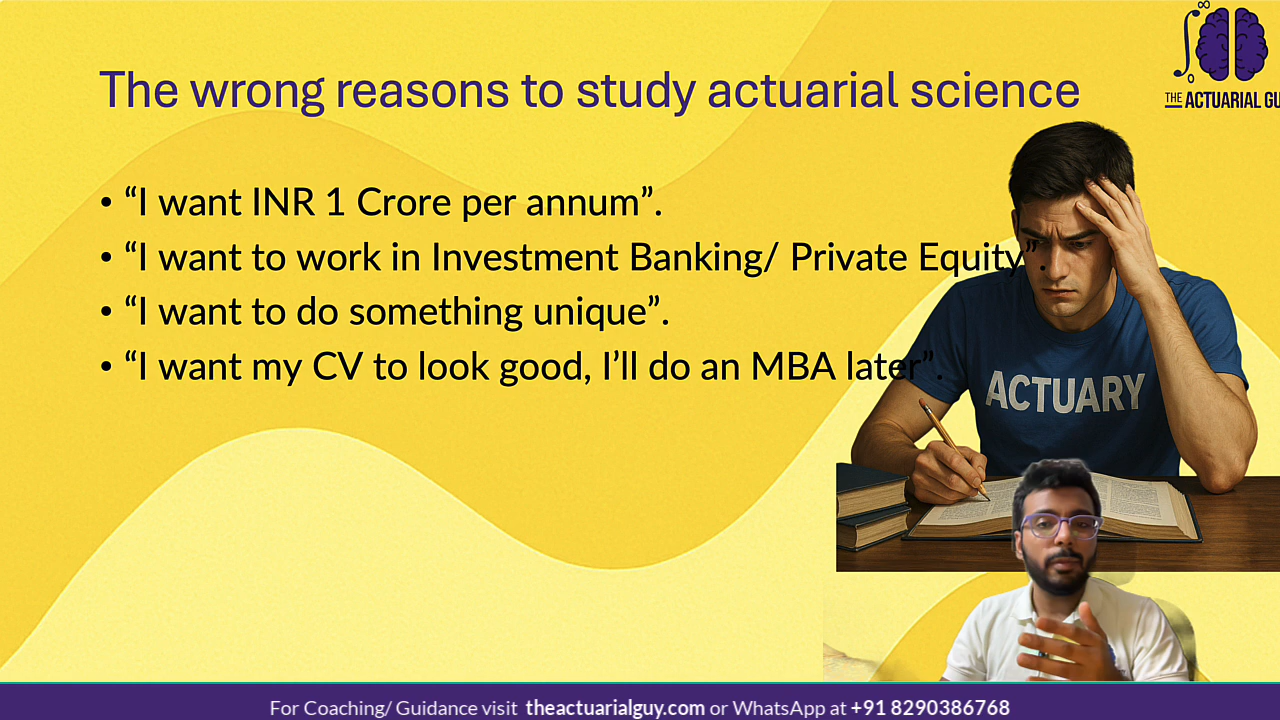 The wrong reasons to study actuarial science
∫
∞
0
THE ACTUARIAL GU
• “I want INR 1 Crore per annum”.
• “I want to work in Investment Banking/ Private Equity”.
• “I want to do something unique”.
• “I want my CV to look good, I’ll do an MBA later”.
ACTUARY
For Coaching/ Guidance visit theactuarialguy.com or WhatsApp at +91 8290386768